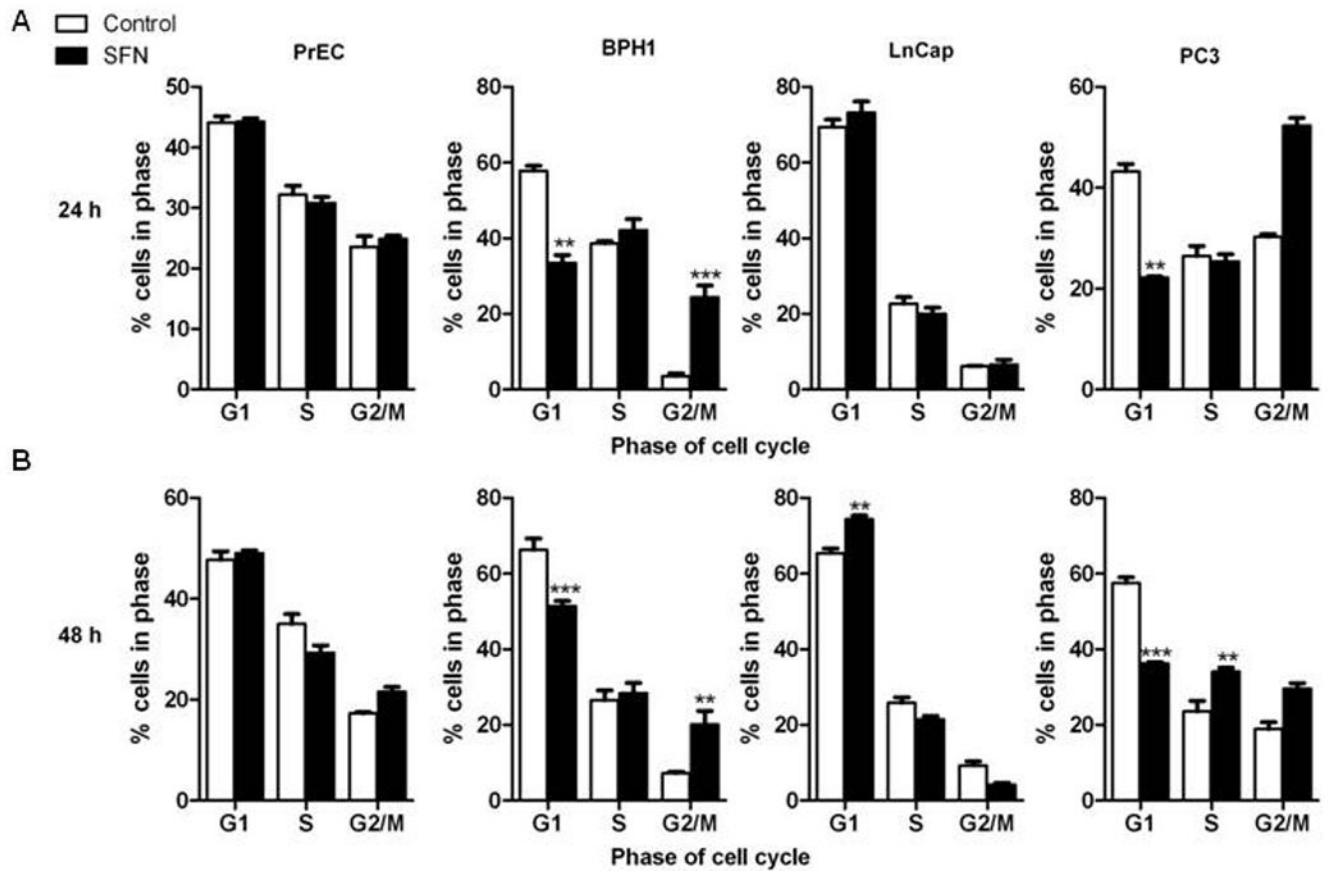 A
Control
SFN
PrEC
BPH1
LnCap
PC3
24 h
% cells in phase
50
40
30
20
10
0
G1 S G2/M
% cells in phase
80
60
40
20
0
**
***
G1 S G2/M
% cells in phase
80
60
40
20
0
G1 S G2/M
% cells in phase
60
40
20
0
**
G1 S G2/M
Phase of cell cycle
B
48 h
% cells in phase
60
40
20
0
G1 S G2/M
% cells in phase
80
60
40
20
0
***
**
G1 S G2/M
% cells in phase
80
60
40
20
0
**
G1 S G2/M
% cells in phase
80
60
40
20
0
***
**
G1 S G2/M
Phase of cell cycle